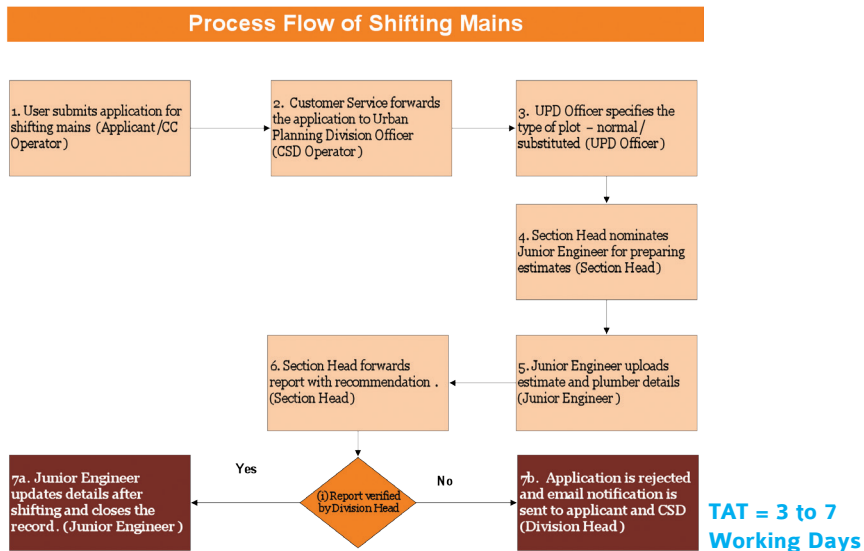 Process Flow of Shifting Mains
1. User submits application for
shifting mains (Applicant /CC
Operator )
2. Customer Service forwards
the application to Urban
Planning Division Officer
(CSD Operator )
3. UPD Officer specifies the
type of plot – normal /
substituted (UPD Officer )
4. Section Head nominates
Junior Engineer for preparing
estimates (Section Head )
5. Junior Engineer uploads
estimate and plumber details
(Junior Engineer )
6. Section Head forwards
report with recommendation .
(Section Head )
(i) Report verified
by Division Head
Yes
No
7a. Junior Engineer
updates details after
shifting and closes the
record . (Junior Engineer )
7b. Application is rejected
and email notification is
sent to applicant and CSD
(Division Head )
TAT = 3 to 7
Working Days